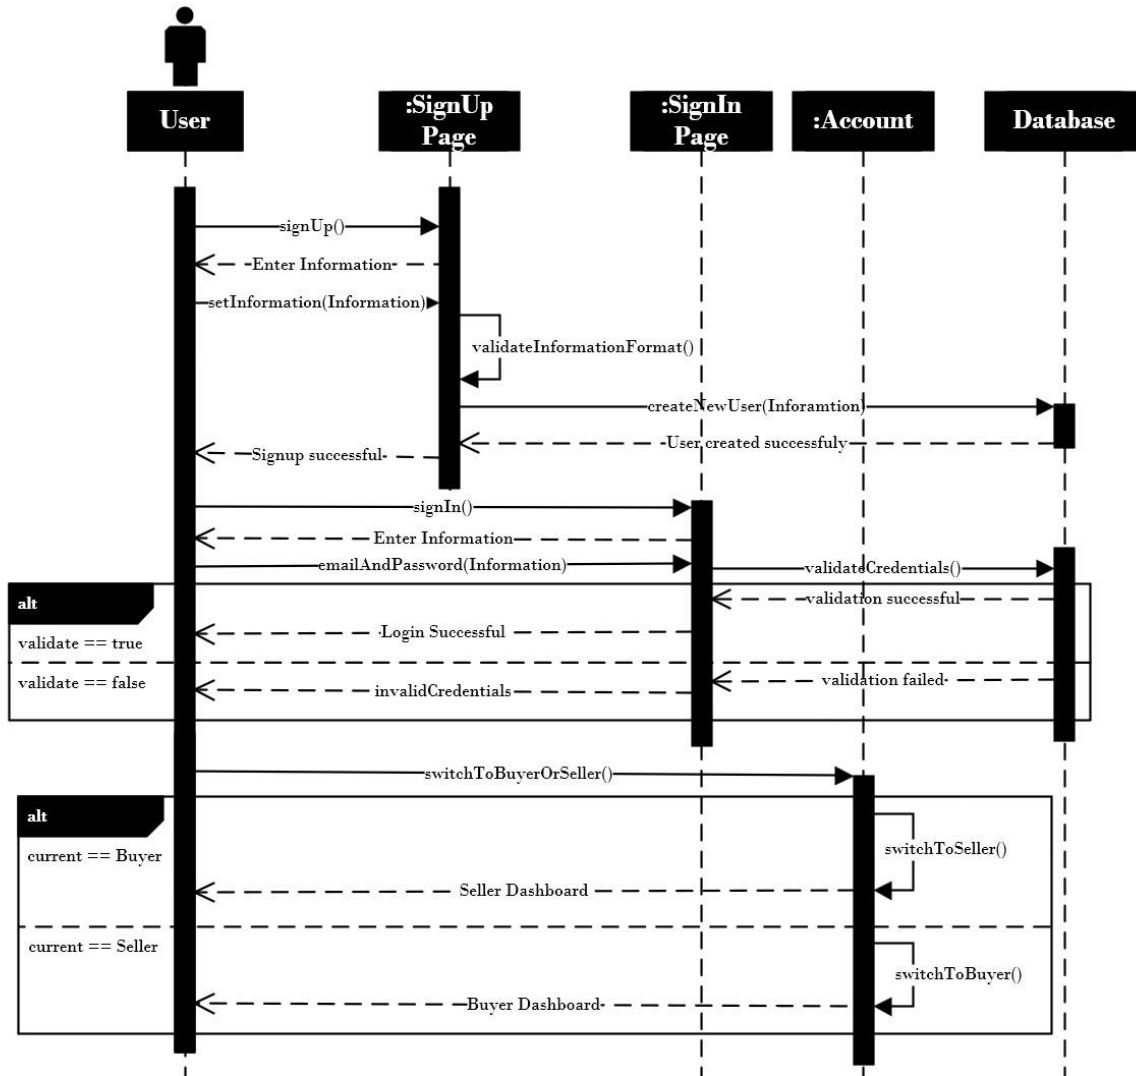 User
:SignUp
Page
:SignIn
Page
:Account
Database
signUp()
Enter Information
setInformation(Information)
validateInformationFormat()
createNewUser(Inforamtion)
User created successfuly
Signup successful
signIn()
Enter Information
emailAndPassword(Information)
validateCredentials()
alt
validation successful
Login Successful
validate == true
validate == false
validation failed
invalidCredentials
switchToBuyerOrSeller()
alt
current == Buyer
switchToSeller()
Seller Dashboard
current == Seller
switchToBuyer()
Buyer Dashboard